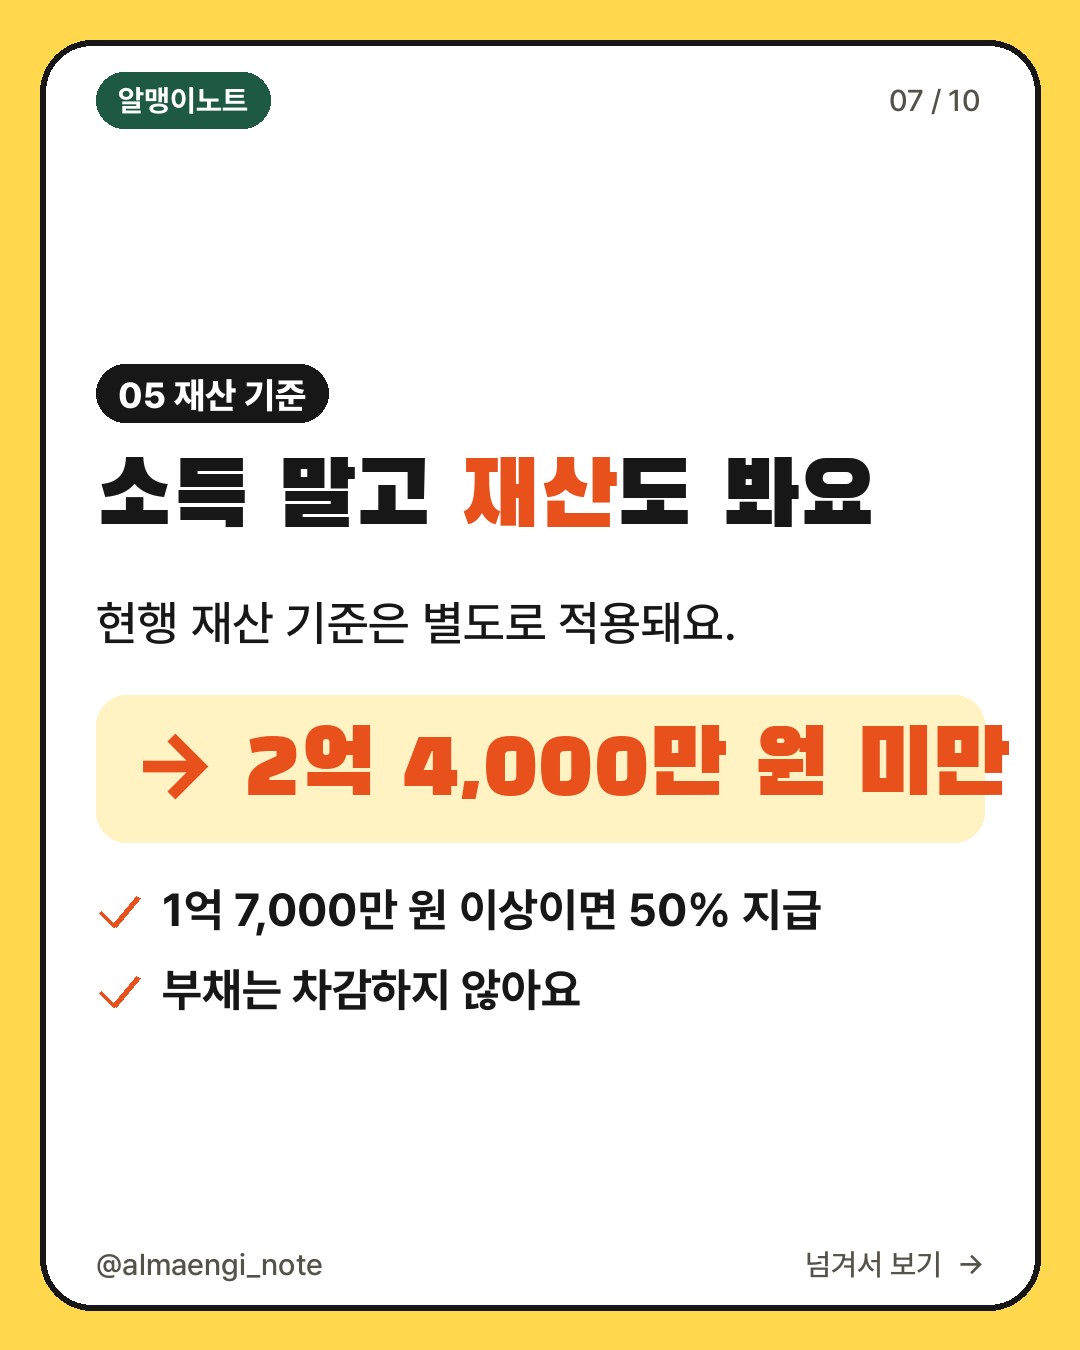 알맹이노트
07 / 10
05 재산 기준
소득 말고 재산도 봐요
현행 재산 기준은 별도로 적용돼요.
→ 2억 4,000만 원 미만
1억 7,000만 원 이상이면 50% 지급
부채는 차감하지 않아요
@almaengi_note
넘겨서 보기 →